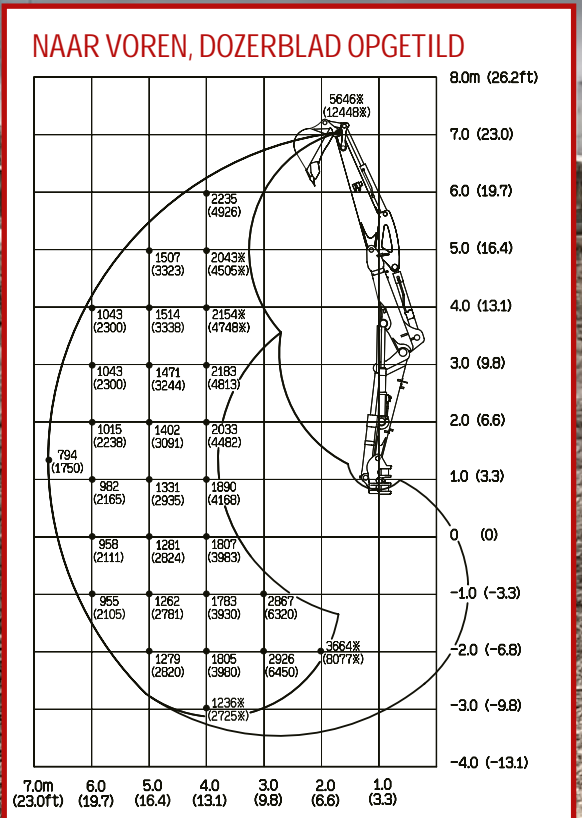 NAAR VOREN, DOZERBLAD OPGETILD
8.0m (26.2ft)
5646※
(12448※)
7.0 (23.0)
6.0 (19.7)
2235
(4926)
5.0 (16.4)
1507 2043※
(3323) (4505※)
4.0 (13.1)
1043 1514 2154※
(2300) (3338) (4748※)
3.0 (9.8)
1043 1471 2183
(2300) (3244) (4813)
2.0 (6.6)
1015 1402 2033
(2238) (3091) (4482)
794
(1750)
1.0 (3.3)
982 1331 1890
(2165) (2935) (4168)
0 (0)
958 1281 1807
(2111) (2824) (3983)
-1.0 (-3.3)
955 1262 1783 2867
(2105) (2781) (3930) (6320)
-2.0 (-6.8)
1279 1805 2926 3664※
(2820) (3980) (6450) (8077※)
-3.0 (-9.8)
1236※
(2725※)
-4.0 (-13.1)
7.0m 6.0 5.0 4.0 3.0 2.0 1.0
(23.0ft) (19.7) (16.4) (13.1) (9.8) (6.6) (3.3)